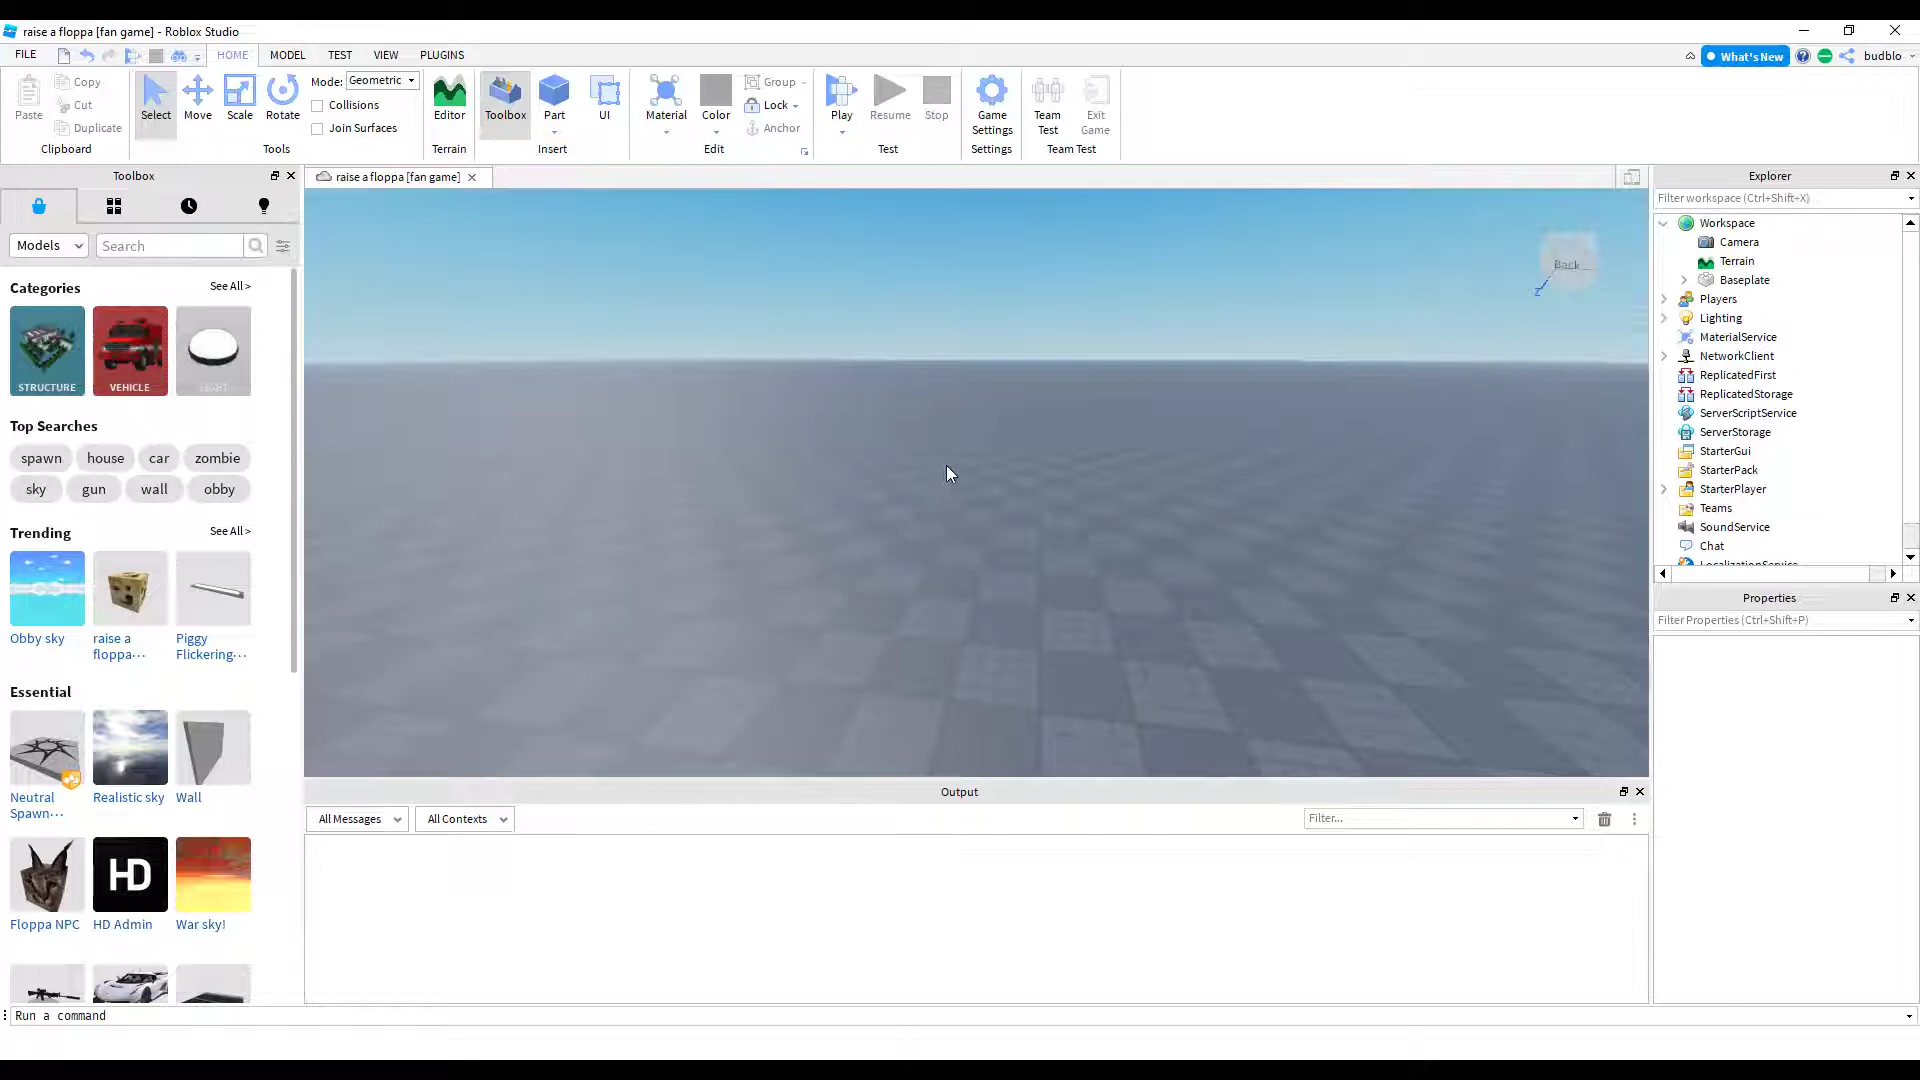 raise a floppa [fan game] - Roblox Studio
FILE
HOME
MODEL
TEST
VIEW
PLUGINS
What's New
budblo
Paste
Copy
Cut
Duplicate
Clipboard
Select
Move
Scale
Rotate
Mode: Geometric
Collisions
Join Surfaces
Tools
Editor
Terrain
Toolbox
Part
UI
Insert
Material
Color
Group
Lock
Anchor
Edit
Play
Resume
Stop
Test
Game
Settings
Settings
Team
Test
Exit
Game
Team Test
Toolbox
Models
Search
Categories
See All >
STRUCTURE
VEHICLE
LIGHT
Top Searches
spawn
house
car
zombie
sky
gun
wall
obby
Trending
See All >
Obby sky
raise a
floppa...
Piggy
Flickering...
Essential
Neutral
Spawn...
Realistic sky
Wall
Floppa NPC
HD
HD Admin
War sky!
raise a floppa [fan game]
Back
Z
Output
All Messages
All Contexts
Filter...
Explorer
Filter workspace (Ctrl+Shift+X)
Workspace
Camera
Terrain
Baseplate
Players
Lighting
MaterialService
NetworkClient
ReplicatedFirst
ReplicatedStorage
ServerScriptService
ServerStorage
StarterGui
StarterPack
StarterPlayer
Teams
SoundService
Chat
LocalizationService
Properties
Filter Properties (Ctrl+Shift+P)
Run a command